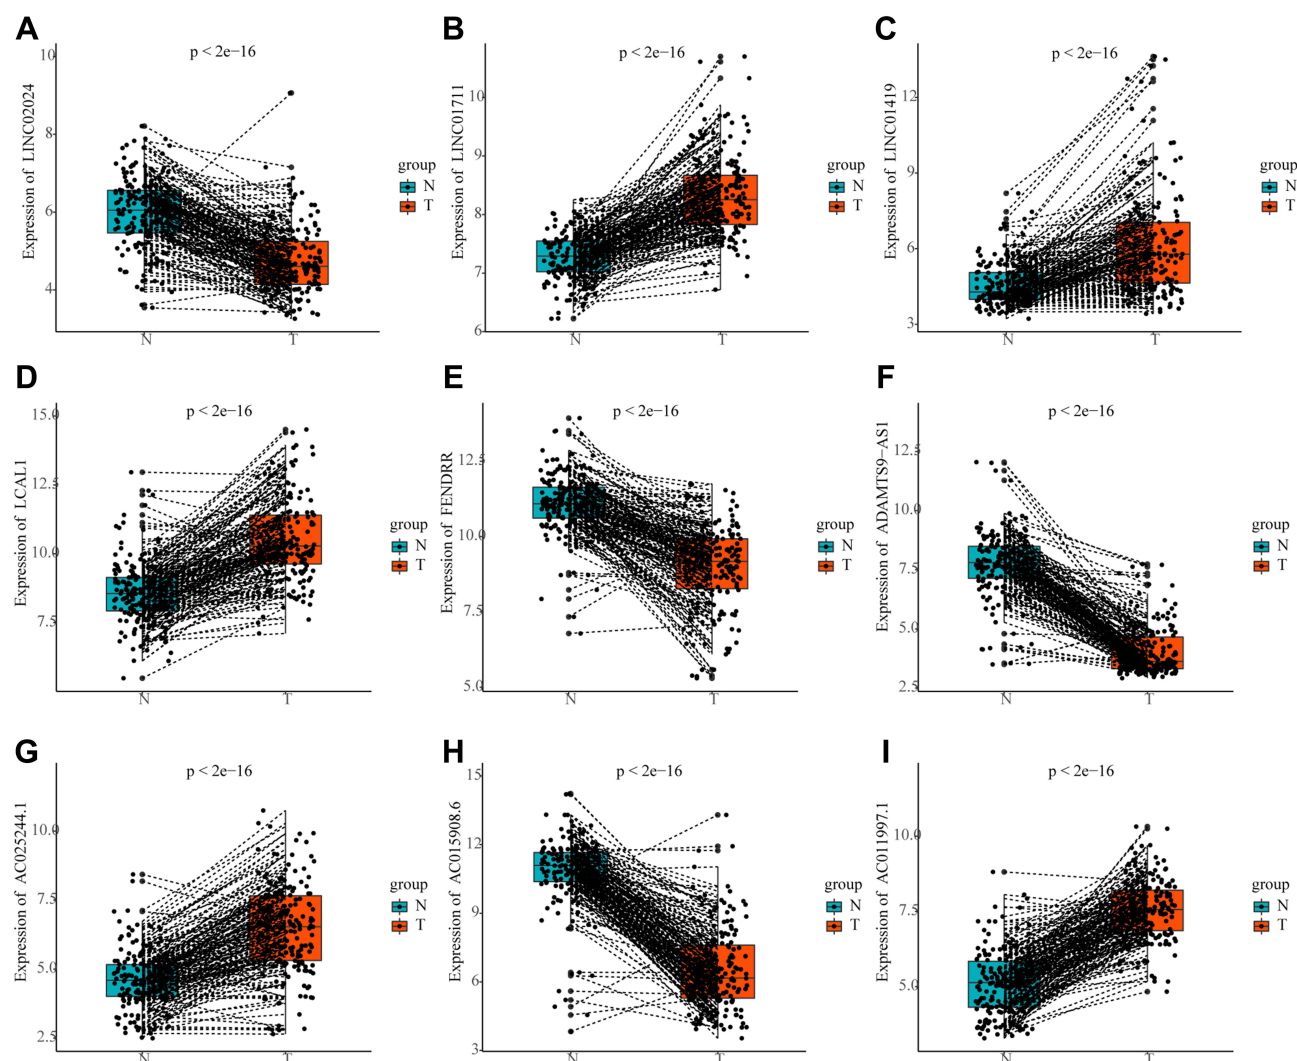 A
p < 2e−16
Expression of LINC02024
10
8
6
4
N
T
group
N
T
B
p < 2e−16
Expression of LINC01711
10
9
8
7
6
N
T
group
N
T
C
p < 2e−16
Expression of LINC01419
12
9
6
3
N
T
group
N
T
D
p < 2e−16
Expression of LCAL1
15.0
12.5
10.0
7.5
N
T
group
N
T
E
p < 2e−16
Expression of FENDRR
12.5
10.0
7.5
5.0
N
T
group
N
T
F
p < 2e−16
Expression of ADAMTS9−AS1
12.5
10.0
7.5
5.0
2.5
N
T
group
N
T
G
p < 2e−16
Expression of AC025244.1
10.0
7.5
5.0
2.5
N
T
group
N
T
H
p < 2e−16
Expression of AC015908.6
15
12
9
6
3
N
T
group
N
T
I
p < 2e−16
Expression of AC011997.1
10.0
7.5
5.0
N
T
group
N
T